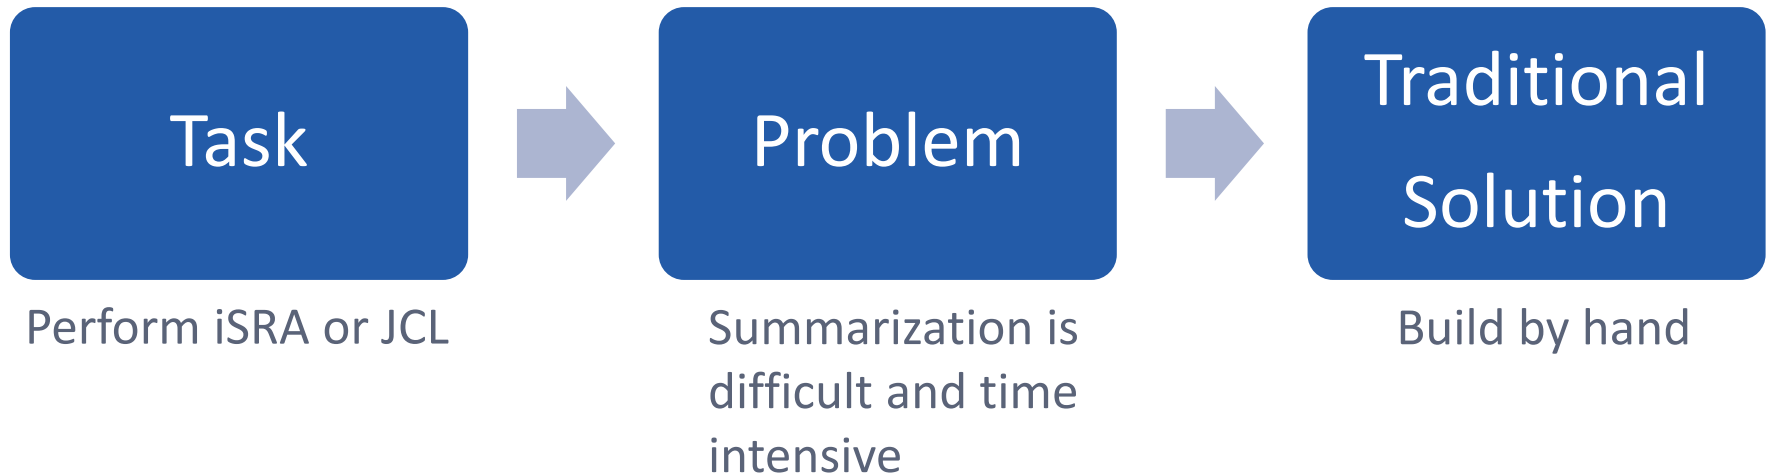 Task
Perform iSRA or JCL
Problem
Summarization is
difficult and time
intensive
Traditional
Solution
Build by hand